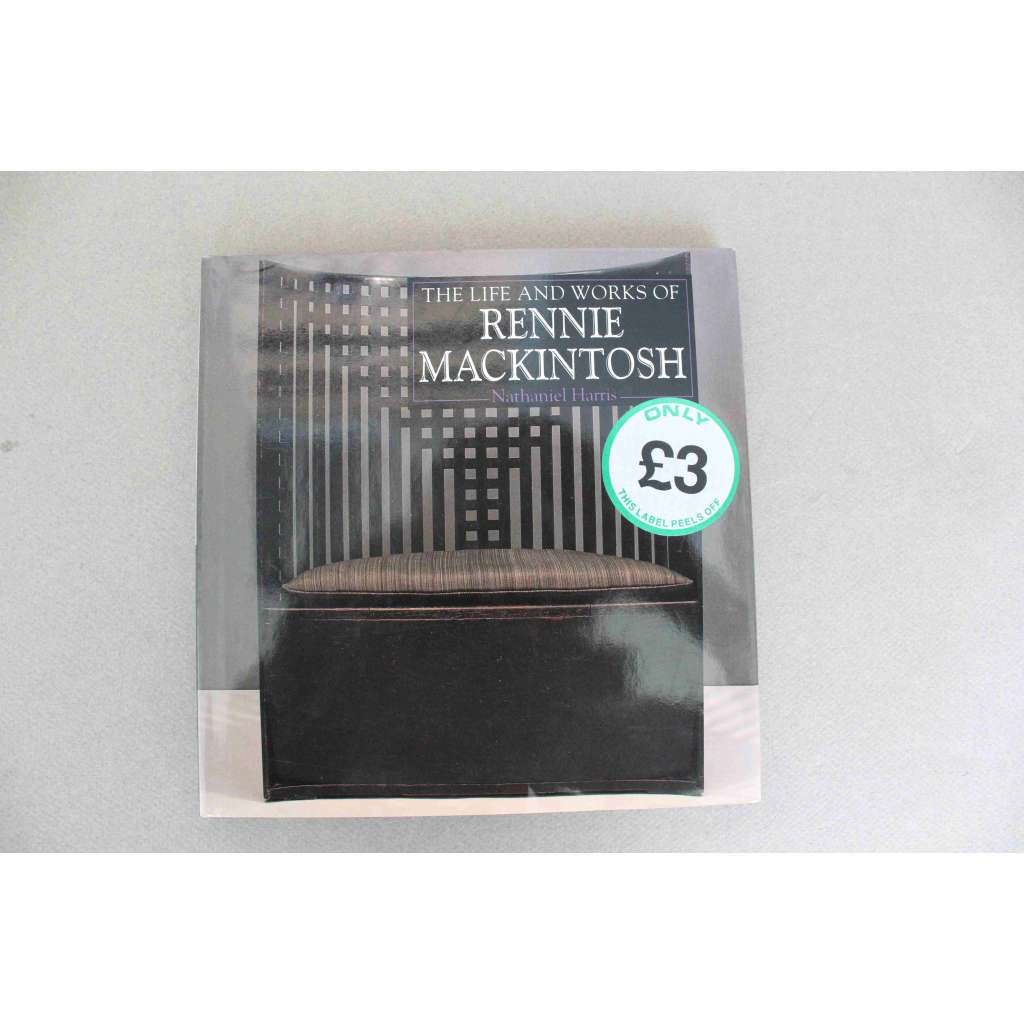 THE LIFE AND WORKS OF
RENNIE
MACKINTOSH
Nathaniel Harris
ONLY
£3
THIS LABEL PEELS OFF